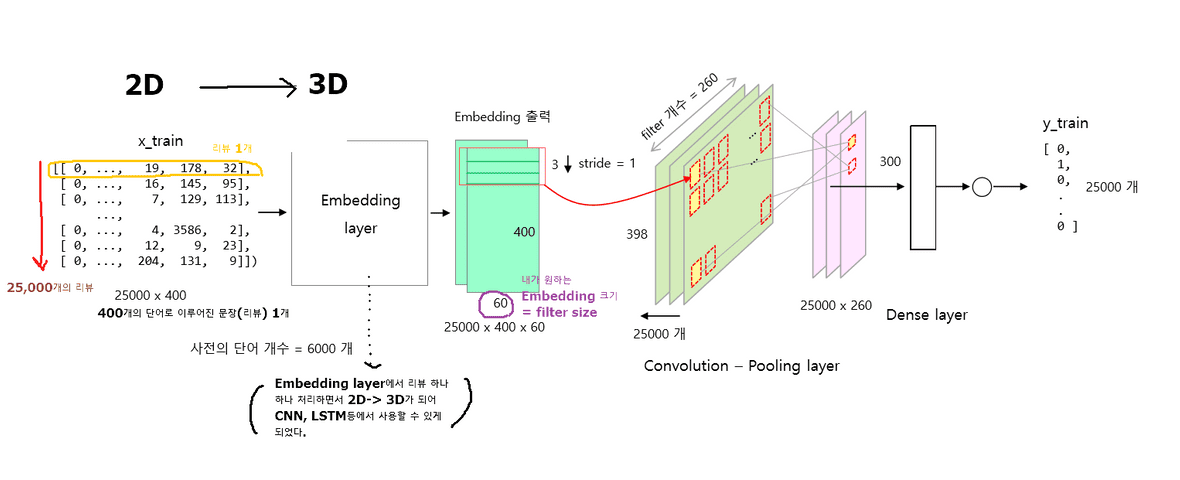 2D
3D
x_train
리뷰 1개
[[ 0, ..., 19, 178, 32],
[ 0, ..., 16, 145, 95],
[ 0, ..., 7, 129, 113],
...,
[ 0, ..., 4, 3586, 2],
[ 0, ..., 12, 9, 23],
[ 0, ..., 204, 131, 9]])
25,000개의 리뷰
25000 x 400
400개의 단어로 이루어진 문장(리뷰) 1개
Embedding
layer
사전의 단어 개수 = 6000 개
Embedding layer에서 리뷰 하나
하나 처리하면서 2D-> 3D가 되어
CNN, LSTM등에서 사용할 수 있게
되었다.
Embedding 출력
3
stride = 1
400
60
내가 원하는
Embedding 크기
= filter size
25000 x 400 x 60
filter 개수 = 260
...
...
398
25000 개
Convolution – Pooling layer
25000 x 260
300
Dense layer
y_train
[ 0,
1,
0,
.
.
0 ]
25000 개